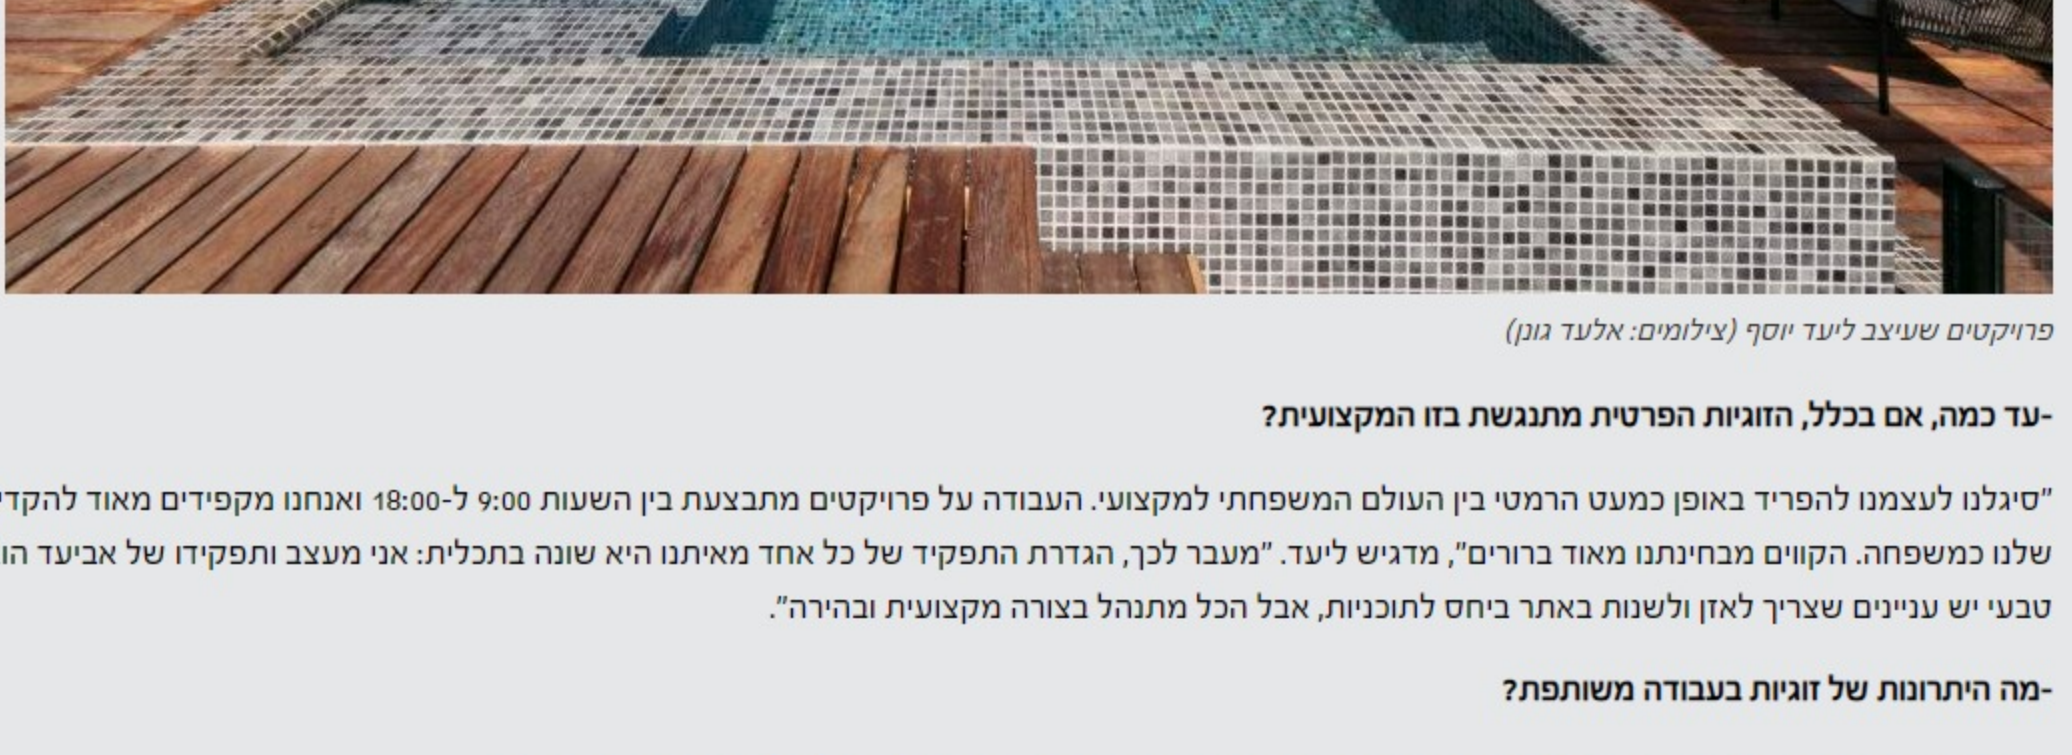 פרויקטים שעיצב ליעד יוסף (צילומים: אלעד גונן)
-עד כמה, אם בכלל, הזוגיות הפרטית מתנגשת בזו המקצועית?
"סיגלנו לעצמנו להפריד באופן כמעט הרמטי בין העולם המשפחתי למקצועי. העבודה על פרויקטים מתבצעת בין השעות 9:00 ל-18:00 ואנחנו מקפידים מאוד להקדי
שלנו כמשפחה. הקווים מבחינתנו מאוד ברורים", מדגיש ליעד. "מעבר לכך, הגדרת התפקיד של כל אחד מאיתנו היא שונה בתכלית: אני מעצב ותפקידו של אביעד הו
טבעי יש עניינים שצריך לאזן ולשנות באתר ביחס לתוכניות, אבל הכל מתנהל בצורה מקצועית ובהירה".
-מה היתרונות של זוגיות בעבודה משותפת?